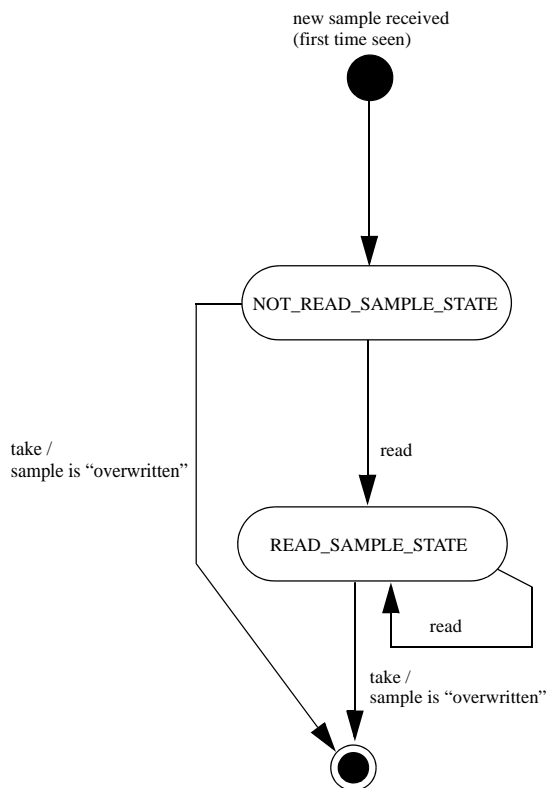 new sample received
(first time seen)
NOT_READ_SAMPLE_STATE
take /
sample is “overwritten”
read
READ_SAMPLE_STATE
read
take /
sample is “overwritten”